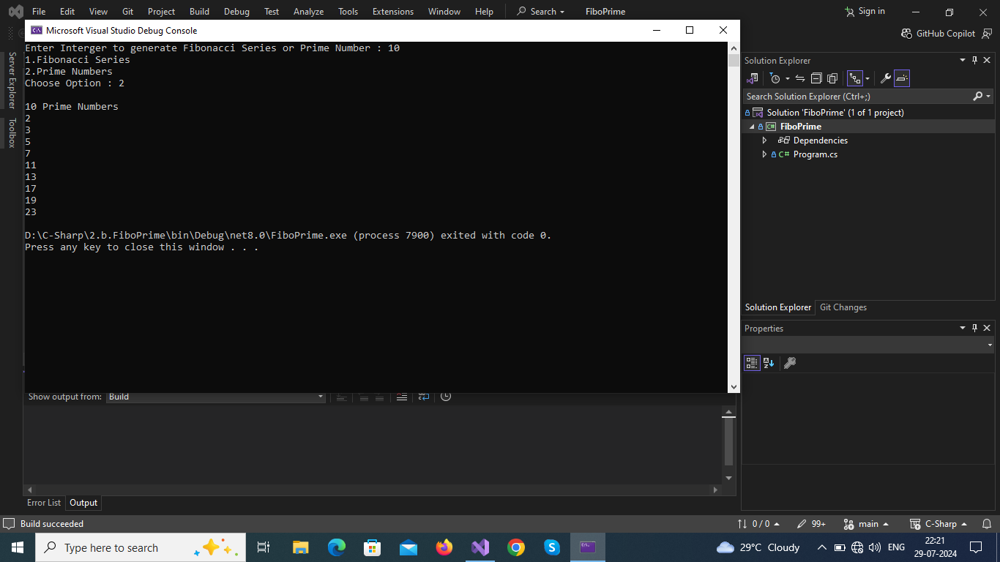 File Edit View Git Project Build Debug Test Analyze Tools Extensions Window Help Search FiboPrime Sign in
GitHub Copilot
Microsoft Visual Studio Debug Console
Enter Interger to generate Fibonacci Series or Prime Number : 10
1.Fibonacci Series
2.Prime Numbers
Choose Option : 2
10 Prime Numbers
2
3
5
7
11
13
17
19
23
D:\C-Sharp\2.b.FiboPrime\bin\Debug\net8.0\FiboPrime.exe (process 7900) exited with code 0.
Press any key to close this window . . .
Server Explorer
Toolbox
Solution Explorer
Search Solution Explorer (Ctrl+;)
Solution 'FiboPrime' (1 of 1 project)
C# FiboPrime
Dependencies
C# Program.cs
Solution Explorer Git Changes
Properties
Show output from: Build
Error List Output
Build succeeded 0 / 0 99+ main C-Sharp
Type here to search 29°C Cloudy ENG 22:21
29-07-2024